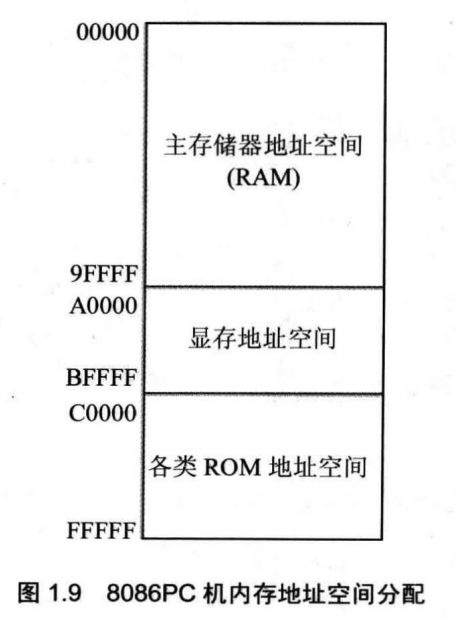 00000
主存储器地址空间
(RAM)
9FFFF
A0000
显存地址空间
BFFFF
C0000
各类 ROM 地址空间
FFFFF
图 1.9 8086PC 机内存地址空间分配